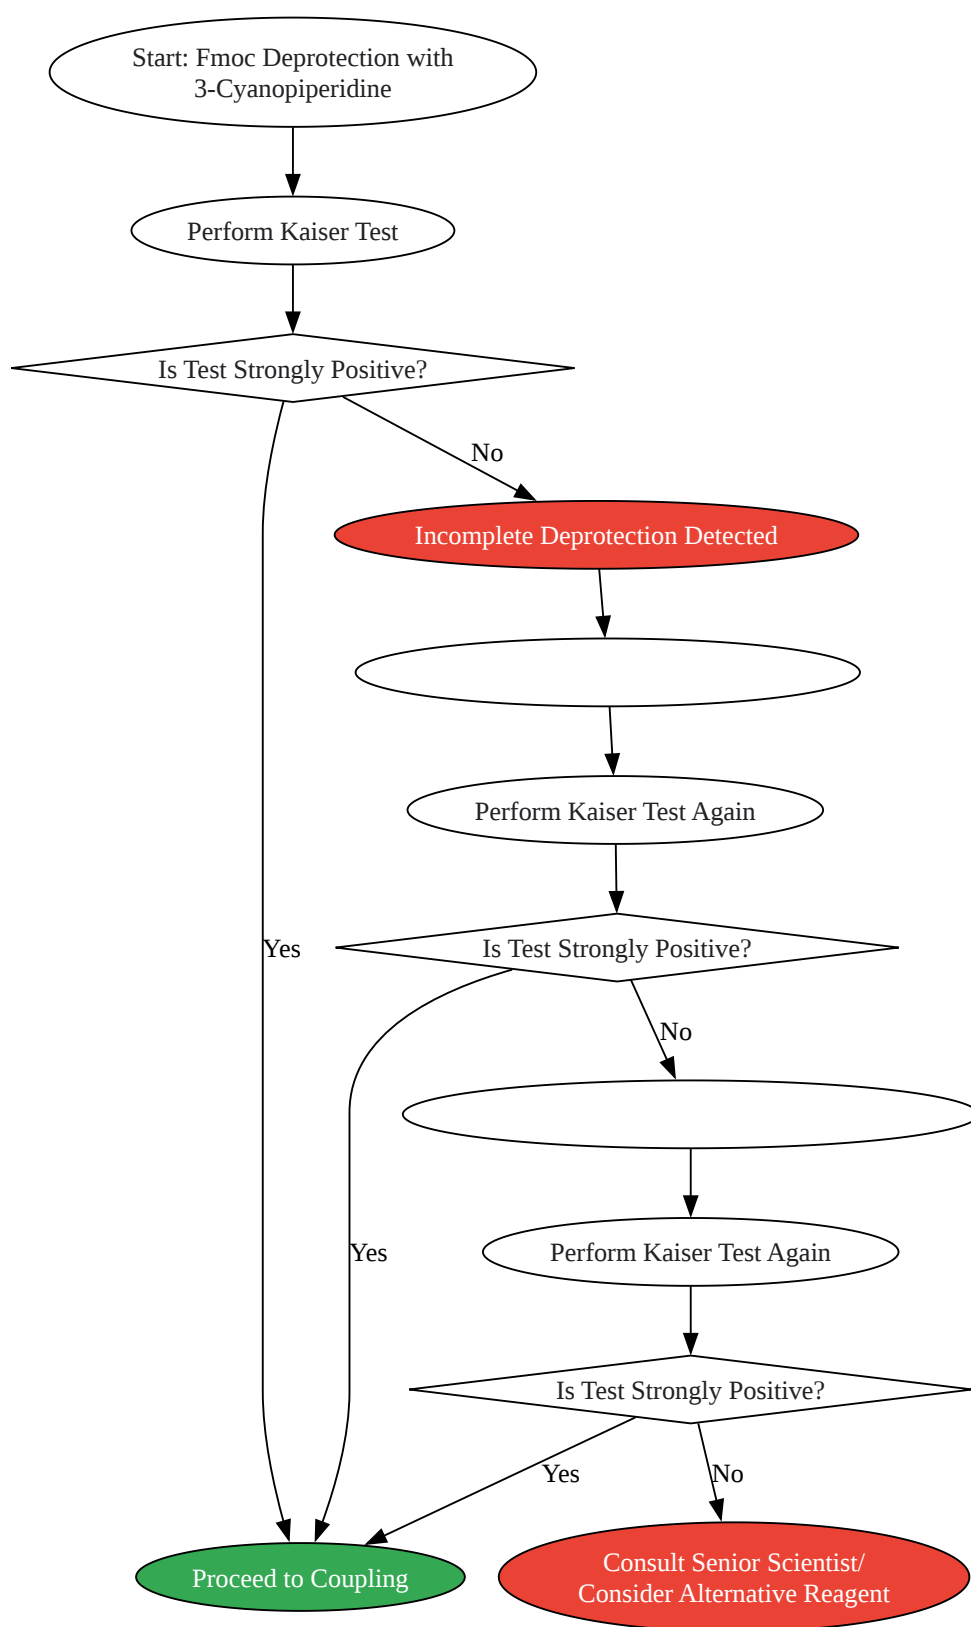 Start: Fmoc Deprotection with
3-Cyanopiperidine
Perform Kaiser Test
Is Test Strongly Positive?
No
Incomplete Deprotection Detected
Perform Kaiser Test Again
Yes
Is Test Strongly Positive?
No
Yes
Perform Kaiser Test Again
Is Test Strongly Positive?
Yes
No
Proceed to Coupling
Consult Senior Scientist/
Consider Alternative Reagent